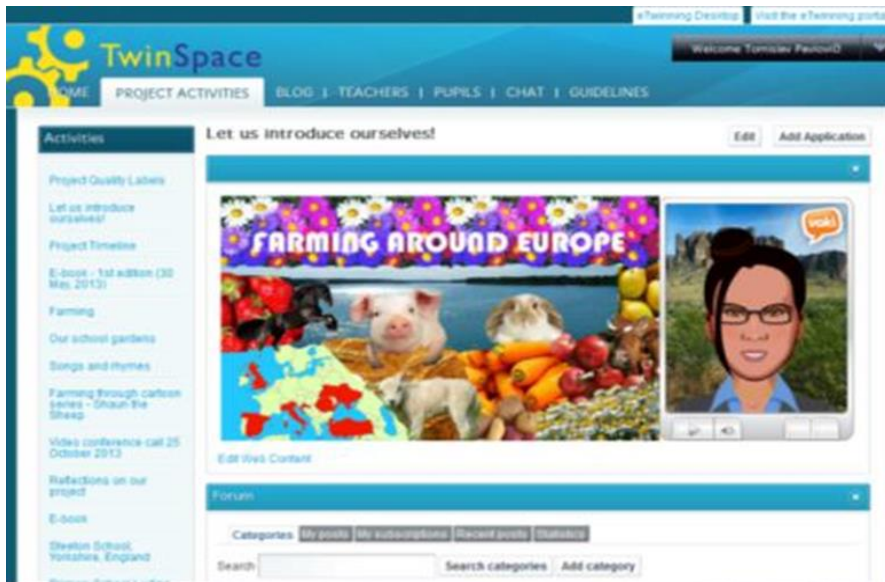 eTwinning Desktop
Visit the eTwinning porta
TwinSpace
Welcome Tomislav
HOME
PROJECT ACTIVITIES
BLOG | TEACHERS | PUPILS | CHAT | GUIDELINES
Activities
Project Quality Labels
Let us introduce
ourselves!
Project Timeline
E-book - 1st edition (30
May, 2013)
Farming
Our school gardens
Songs and rhymes
Farming through cartoon
series - Shaun the
Sheep
Video conference call 25
October 2013
Reflections on our
project
E-book
Steeton School,
Yorkshire, England
Let us introduce ourselves!
Edit
Add Application
FARMING AROUND EUROPE
voki
Edit Web Content
Forum
Categories My posts My subscriptions Recent posts Statistics
Search
Search categories
Add category